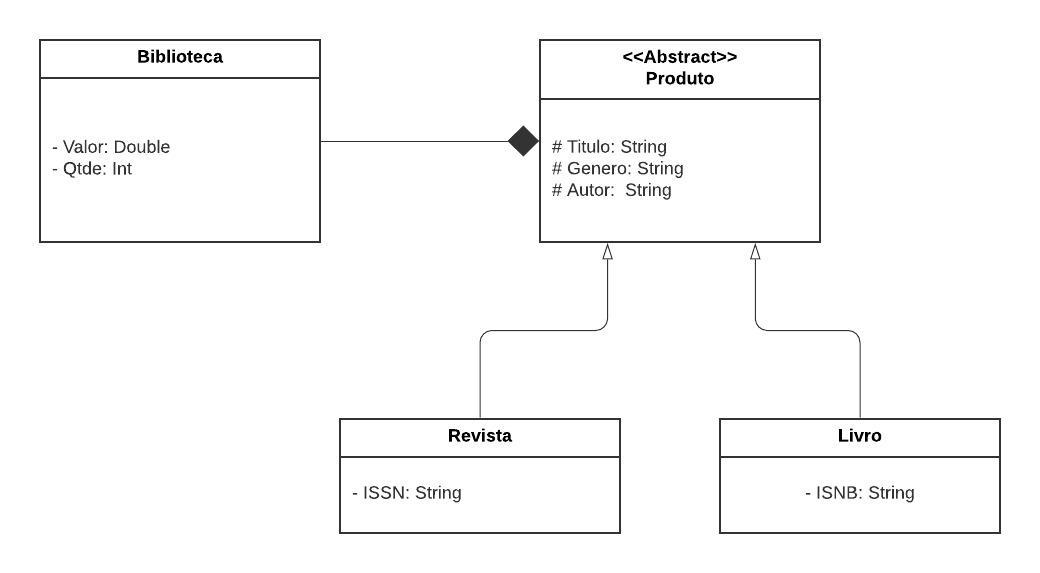 Biblioteca
- Valor: Double
- Qtde: Int
<<Abstract>>
Produto
# Titulo: String
# Genero: String
# Autor:  String
Revista
- ISSN: String
Livro
- ISNB: String